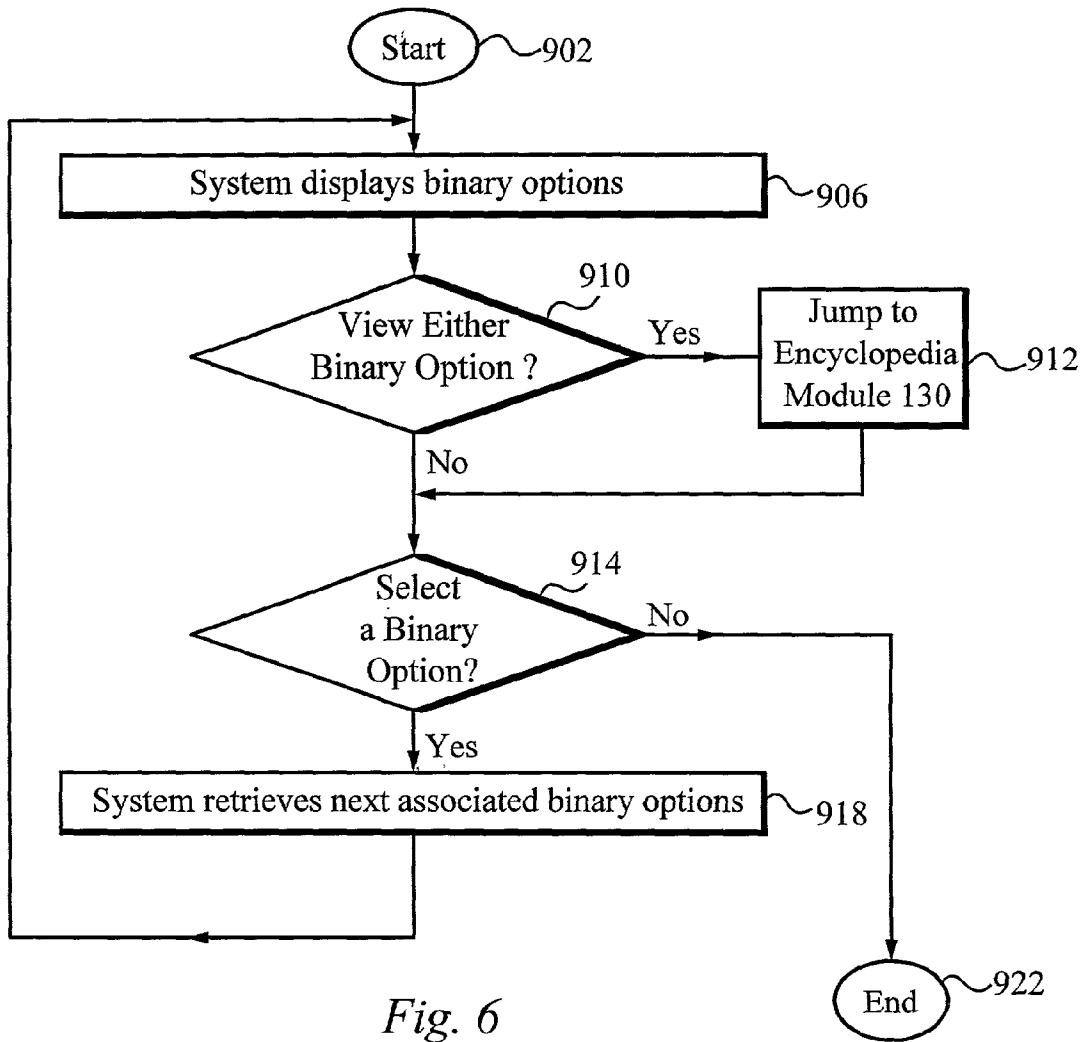 Start
902
System displays binary options
906
910
View Either
Binary Option ?
Yes
Jump to
Encyclopedia
Module 130
912
No
914
Select
a Binary
Option?
No
Yes
System retrieves next associated binary options
918
End
922
Fig. 6